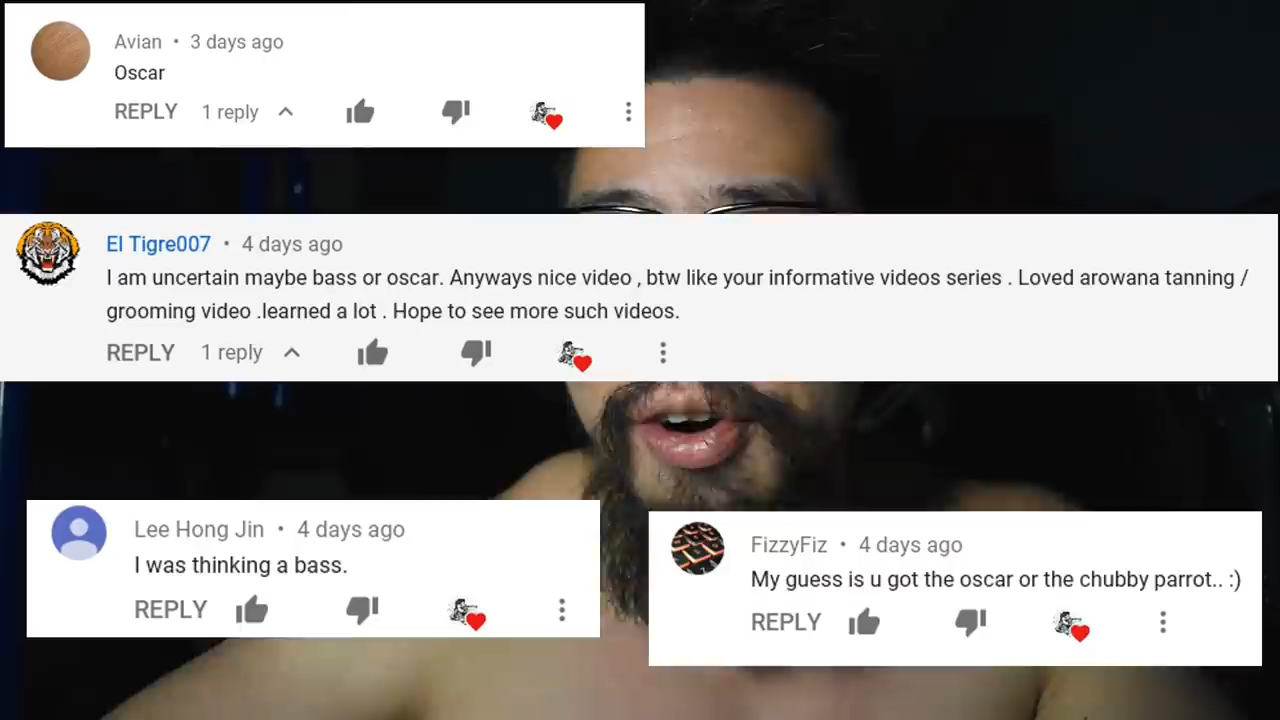 Avian • 3 days ago
Oscar
REPLY 1 reply
El Tigre007 • 4 days ago
I am uncertain maybe bass or oscar. Anyways nice video , btw like your informative videos series . Loved arowana tanning /
grooming video .learned a lot . Hope to see more such videos.
REPLY 1 reply
Lee Hong Jin • 4 days ago
I was thinking a bass.
REPLY
FizzyFiz • 4 days ago
My guess is u got the oscar or the chubby parrot.. :)
REPLY